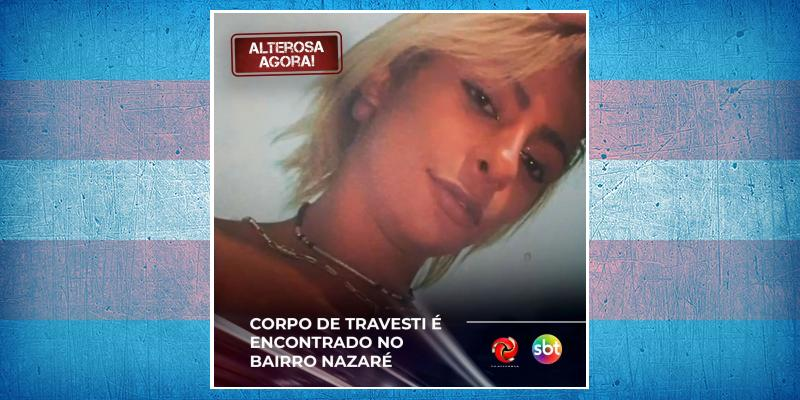 ALTEROSA
AGORA!
CORPO DE TRAVESTI É
ENCONTRADO NO
BAIRRO NAZARÉ
sbt